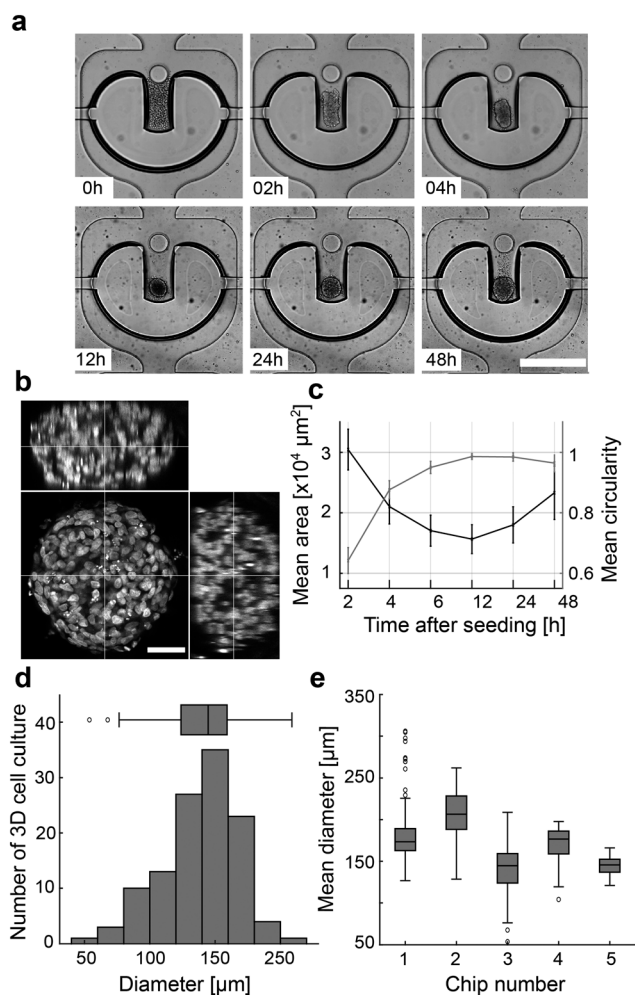 a
0h
02h
04h
12h
24h
48h
b
c
Mean area [x10⁴ µm²]
3
2
1
Mean circularity
1
0.8
0.6
2 4 6 12 24 48
Time after seeding [h]
d
Number of 3D cell culture
40
30
20
10
0
50 100 150 250
Diameter [µm]
e
Mean diameter [µm]
350
250
150
50
1 2 3 4 5
Chip number